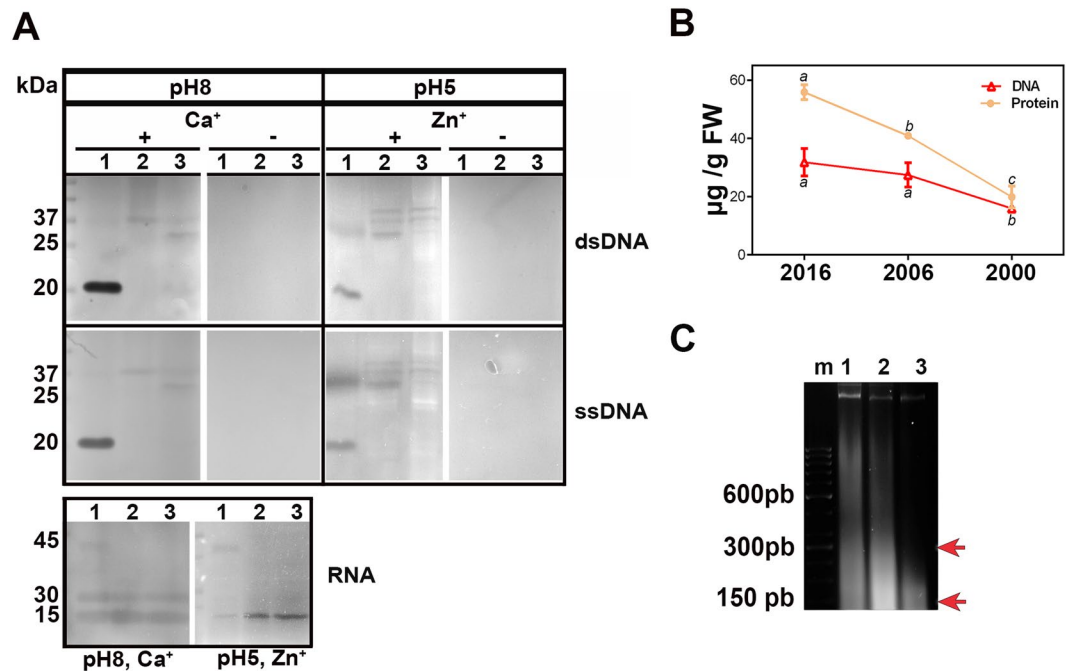 A
kDa
pH8 pH5
Ca⁺ Zn⁺
+ - + -
1 2 3 1 2 3 1 2 3 1 2 3
37
25
20
dsDNA
37
25
20
ssDNA
1 2 3 1 2 3
45
30
15
RNA
pH8, Ca⁺ pH5, Zn⁺
B
µg /g FW
60
40
20
0
a
b
c
a
a
b
DNA
Protein
2016 2006 2000
C
m 1 2 3
600pb
300pb
150 pb